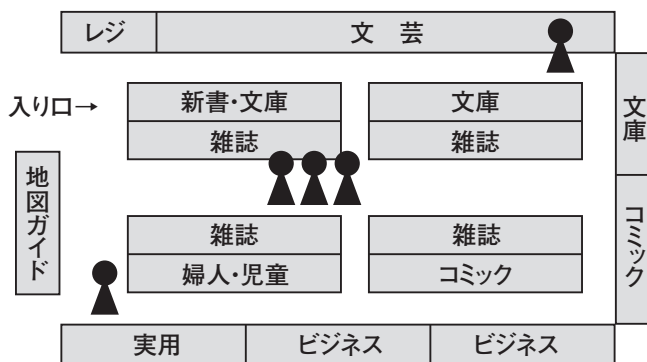 レジ 文 芸
入り口→
新書・文庫
雑誌
文庫
雑誌
文庫
地図ガイド
雑誌
婦人・児童
雑誌
コミック
コミック
実用 ビジネス ビジネス